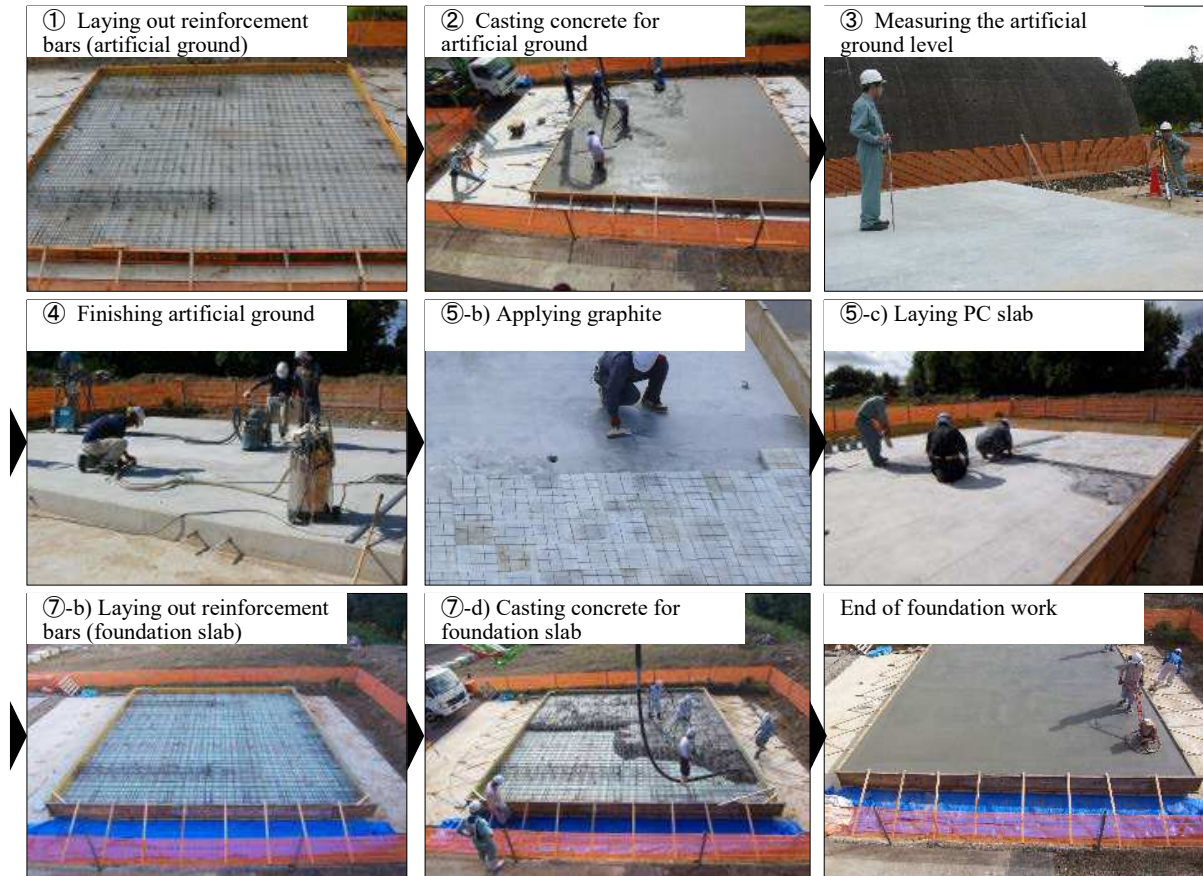 ① Laying out reinforcement
bars (artificial ground)
② Casting concrete for
artificial ground
③ Measuring the artificial
ground level
④ Finishing artificial ground
⑤-b) Applying graphite
⑤-c) Laying PC slab
⑦-b) Laying out reinforcement
bars (foundation slab)
⑦-d) Casting concrete for
foundation slab
End of foundation work